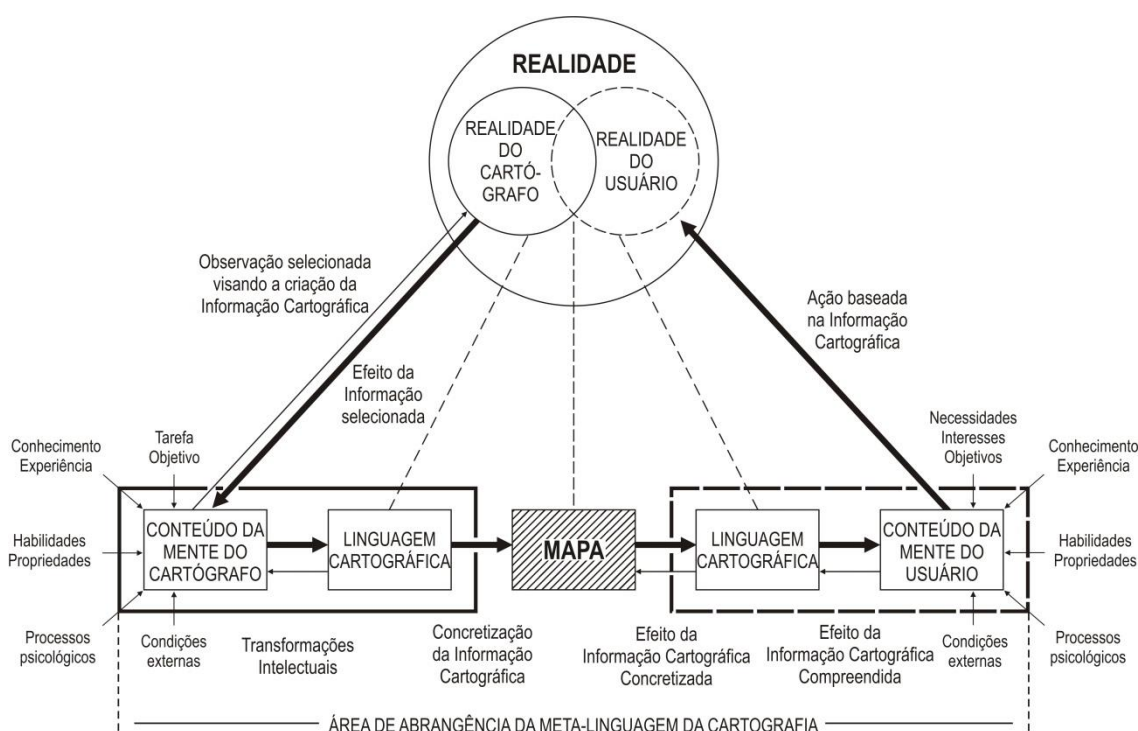 REALIDADE
REALIDADE
DO
CARTÓ-
GRAFO
REALIDADE
DO
USUÁRIO
Observação selecionada
visando a criação da
Informação Cartográfica
Efeito da
Informação
selecionada
Ação baseada
na Informação
Cartográfica
Conhecimento
Experiência
Tarefa
Objetivo
Habilidades
Propriedades
Processos
psicológicos
Condições
externas
CONTEÚDO DA
MENTE DO
CARTÓGRAFO
LINGUAGEM
CARTOGRÁFICA
MAPA
LINGUAGEM
CARTOGRÁFICA
CONTEÚDO DA
MENTE DO
USUÁRIO
Necessidades
Interesses
Objetivos
Conhecimento
Experiência
Habilidades
Propriedades
Processos
psicológicos
Condições
externas
Transformações
Intelectuais
Concretização
da Informação
Cartográfica
Efeito da
Informação Cartográfica
Concretizada
Efeito da
Informação Cartográfica
Compreendida
ÁREA DE ABRANGÊNCIA DA META-LINGUAGEM DA CARTOGRAFIA